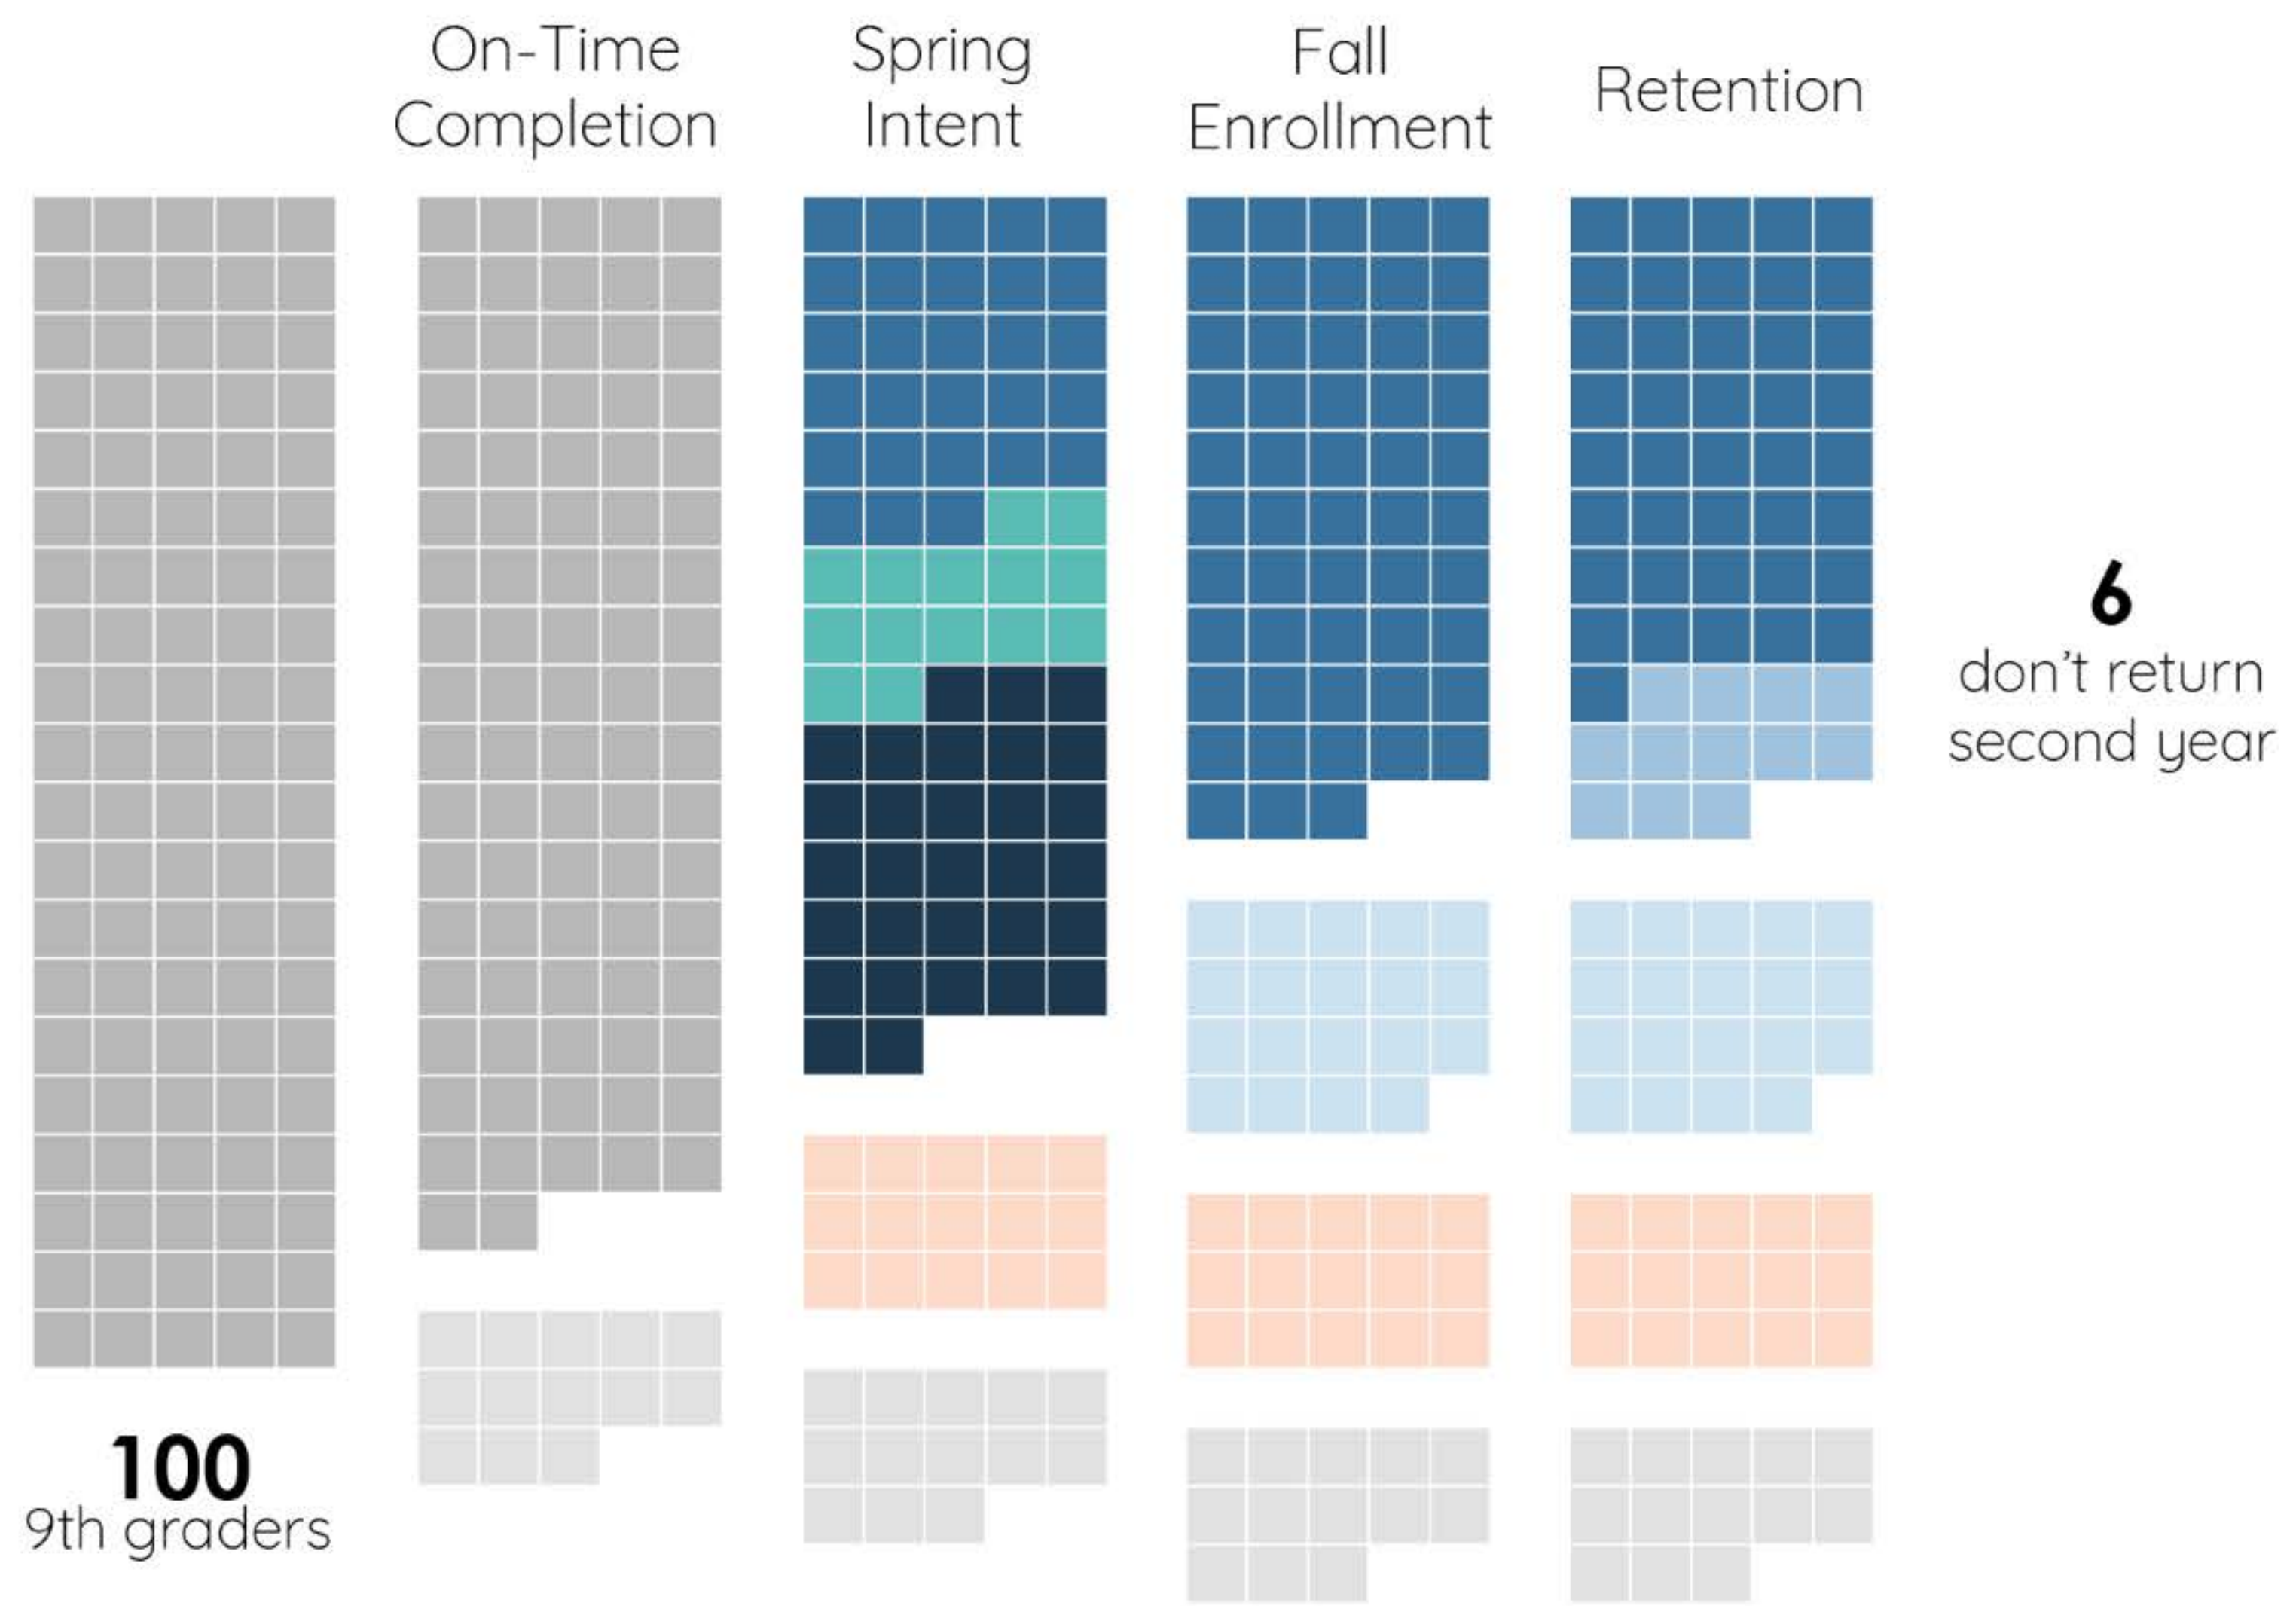 On-Time
Completion
Spring
Intent
Fall
Enrollment
Retention
6
don't return
second year
100
9th graders